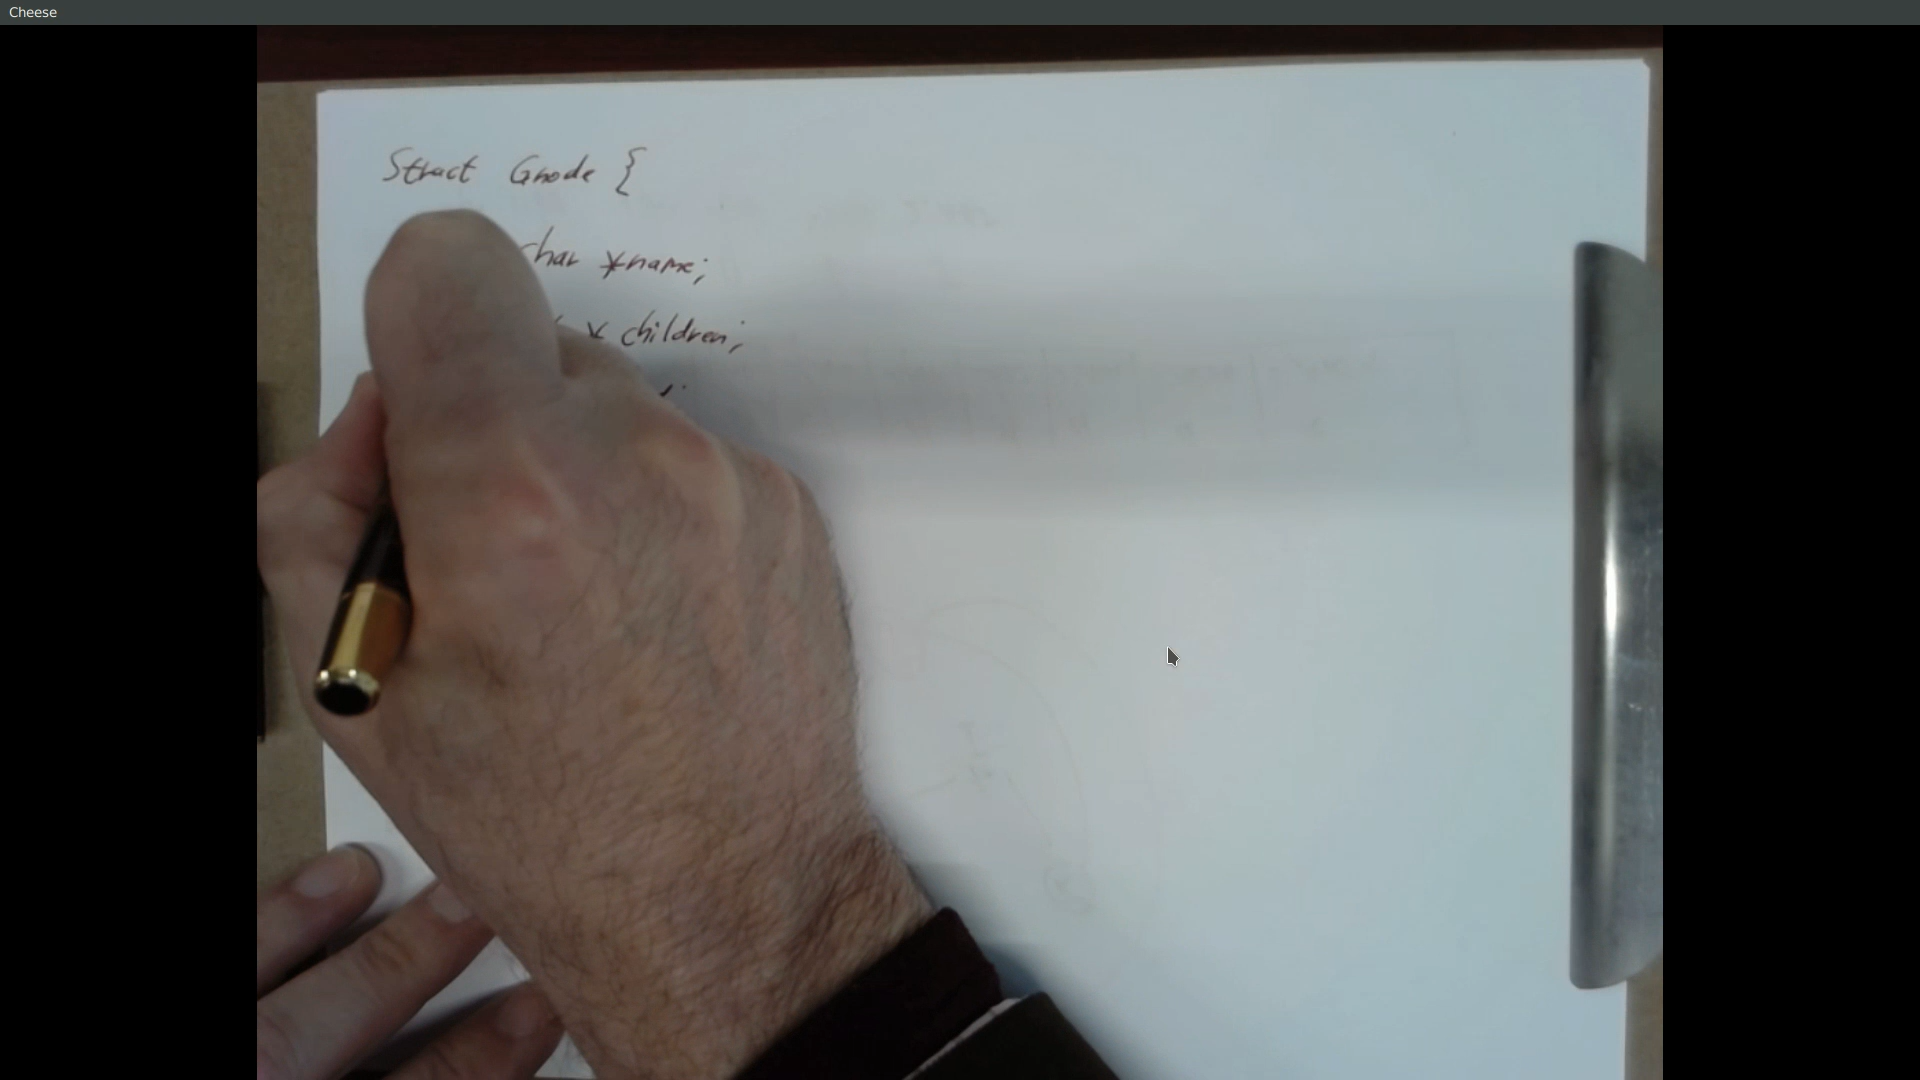 Cheese
Struct Gnode {
char *name;
* children;